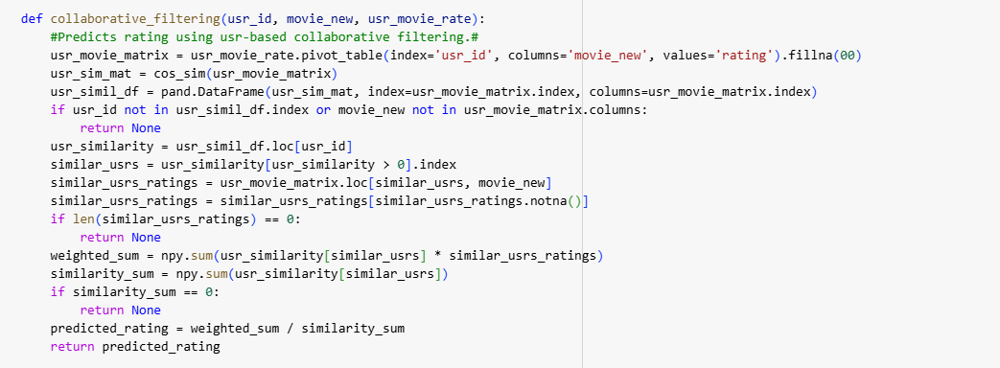 def collaborative_filtering(usr_id, movie_new, usr_movie_rate):
    #Predicts rating using usr-based collaborative filtering.#
    usr_movie_matrix = usr_movie_rate.pivot_table(index='usr_id', columns='movie_new', values='rating').fillna(00)
    usr_sim_mat = cos_sim(usr_movie_matrix)
    usr_simil_df = pand.DataFrame(usr_sim_mat, index=usr_movie_matrix.index, columns=usr_movie_matrix.index)
    if usr_id not in usr_simil_df.index or movie_new not in usr_movie_matrix.columns:
        return None
    usr_similarity = usr_simil_df.loc[usr_id]
    similar_usrs = usr_similarity[usr_similarity > 0].index
    similar_usrs_ratings = usr_movie_matrix.loc[similar_usrs, movie_new]
    similar_usrs_ratings = similar_usrs_ratings[similar_usrs_ratings.notna()]
    if len(similar_usrs_ratings) == 0:
        return None
    weighted_sum = npy.sum(usr_similarity[similar_usrs] * similar_usrs_ratings)
    similarity_sum = npy.sum(usr_similarity[similar_usrs])
    if similarity_sum == 0:
        return None
    predicted_rating = weighted_sum / similarity_sum
    return predicted_rating